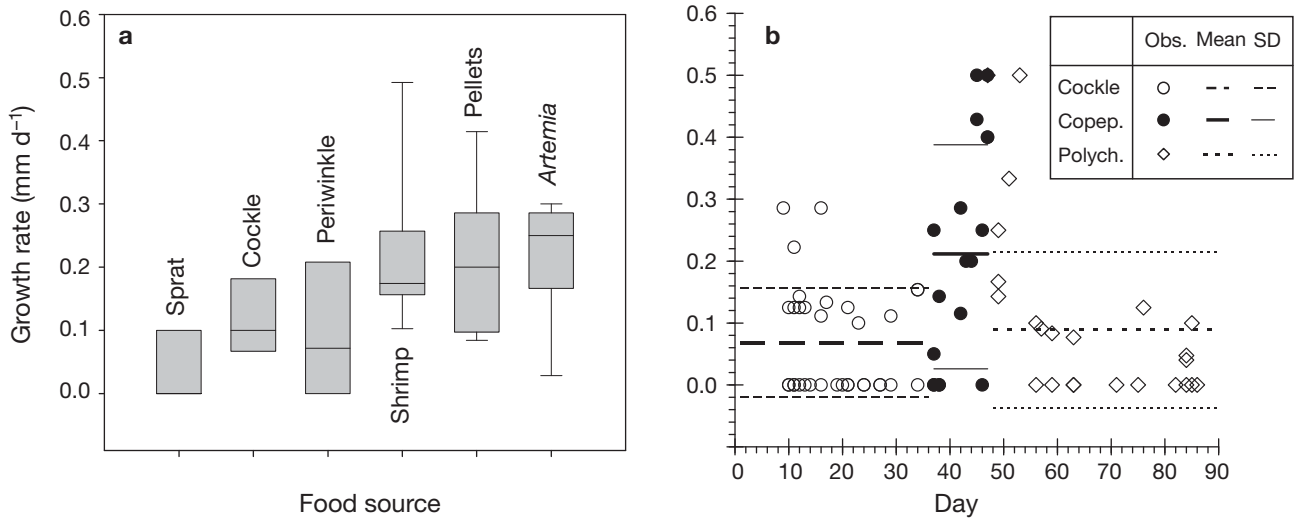 a
0.6
0.5
0.4
0.3
0.2
0.1
0.0
Growth rate (mm d⁻¹)
Sprat
Cockle
Periwinkle
Shrimp
Pellets
Artemia
Food source
b
0.6
0.5
0.4
0.3
0.2
0.1
0.0
0 10 20 30 40 50 60 70 80 90
Day
Obs. Mean SD
Cockle
Copep.
Polych.